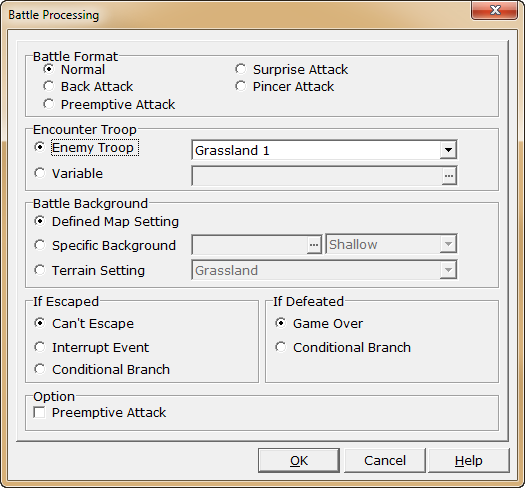 Battle Processing
Battle Format
Normal Surprise Attack
Back Attack Pincer Attack
Preemptive Attack
Encounter Troop
Enemy Troop Grassland 1
Variable ...
Battle Background
Defined Map Setting
Specific Background ... Shallow
Terrain Setting Grassland
If Escaped If Defeated
Can't Escape Game Over
Interrupt Event Conditional Branch
Conditional Branch
Option
Preemptive Attack
OK Cancel Help